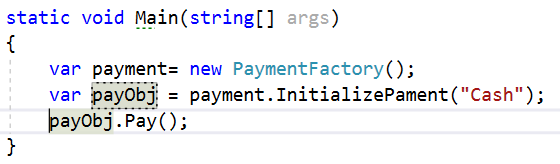 static void Main(string[] args)
{
var payment= new PaymentFactory();
var payObj = payment.InitializePament("Cash");
payObj.Pay();
}